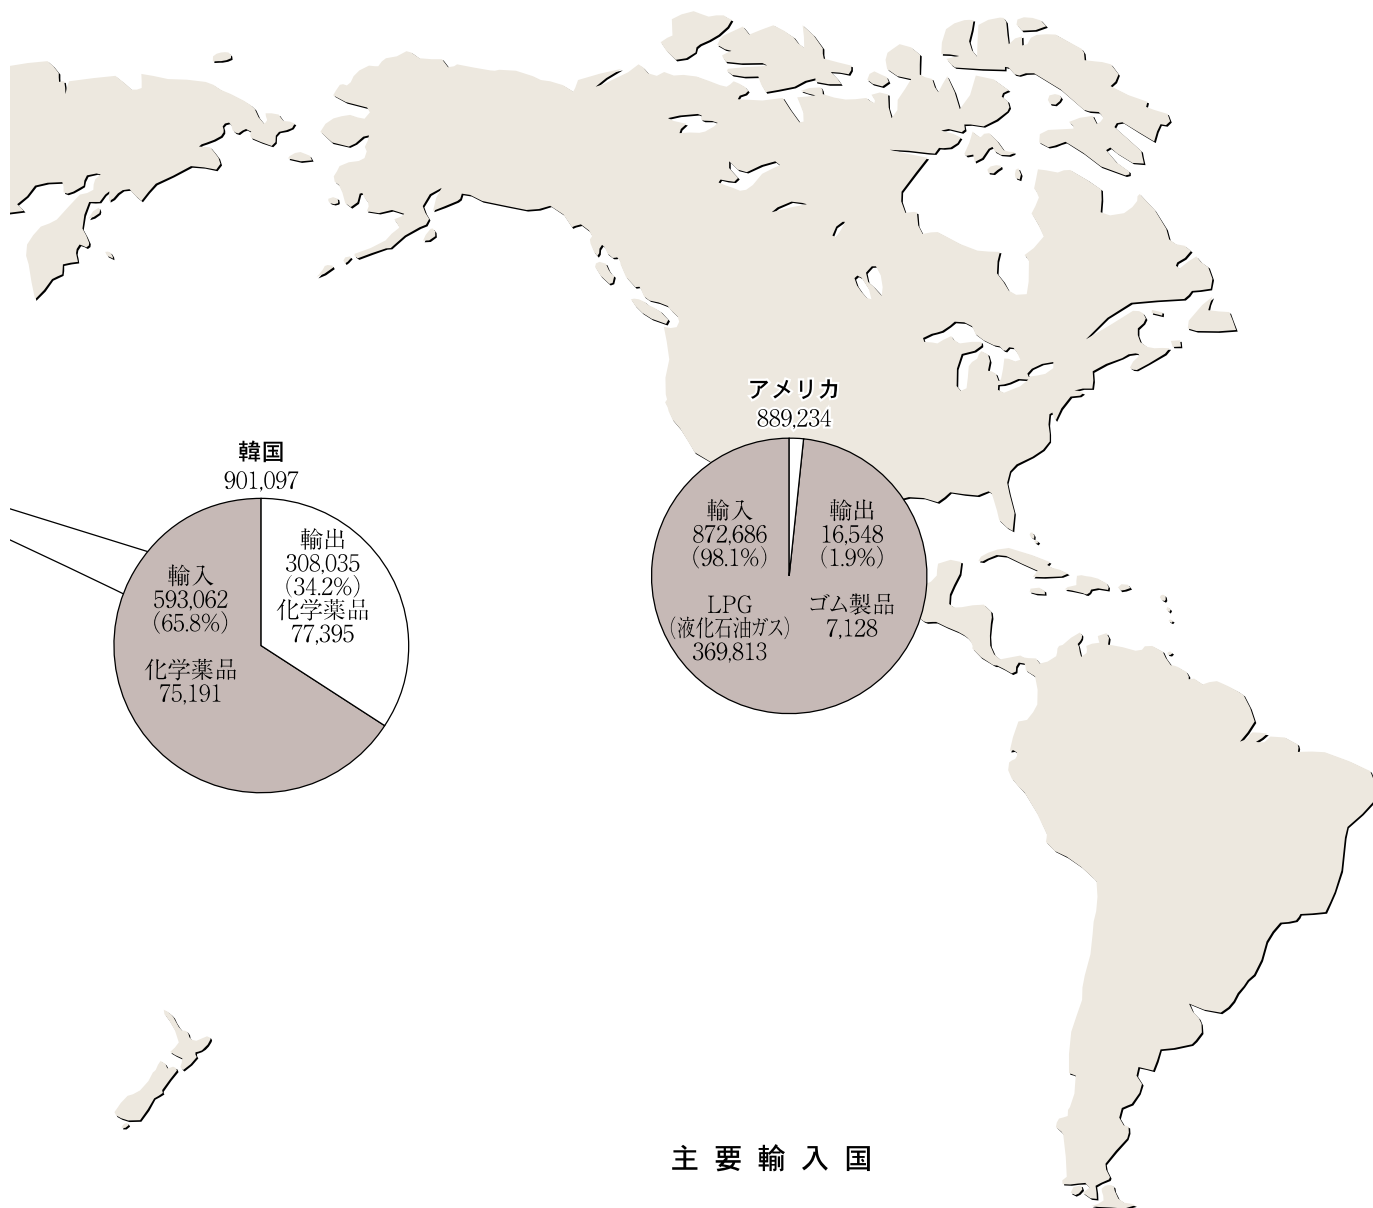 アメリカ
889,234
輸入
872,686
(98.1%)
LPG
(液化石油ガス)
369,813
輸出
16,548
(1.9%)
ゴム製品
7,128
韓国
901,097
輸入
593,062
(65.8%)
化学薬品
75,191
輸出
308,035
(34.2%)
化学薬品
77,395
主要輸入国